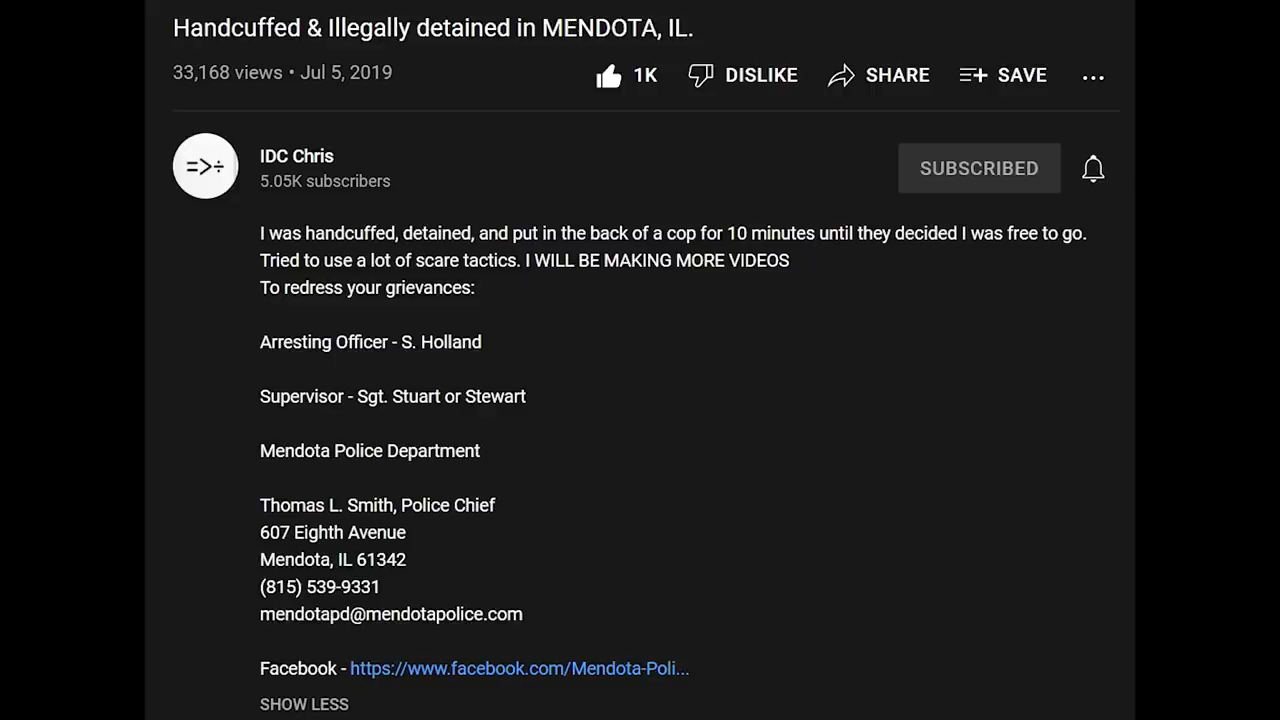 Handcuffed & Illegally detained in MENDOTA, IL.
33,168 views • Jul 5, 2019 1K DISLIKE SHARE SAVE ...
IDC Chris
5.05K subscribers
SUBSCRIBED
I was handcuffed, detained, and put in the back of a cop for 10 minutes until they decided I was free to go.
Tried to use a lot of scare tactics. I WILL BE MAKING MORE VIDEOS
To redress your grievances:
Arresting Officer - S. Holland
Supervisor - Sgt. Stuart or Stewart
Mendota Police Department
Thomas L. Smith, Police Chief
607 Eighth Avenue
Mendota, IL 61342
(815) 539-9331
mendotapd@mendotapolice.com
Facebook - https://www.facebook.com/Mendota-Poli...
SHOW LESS